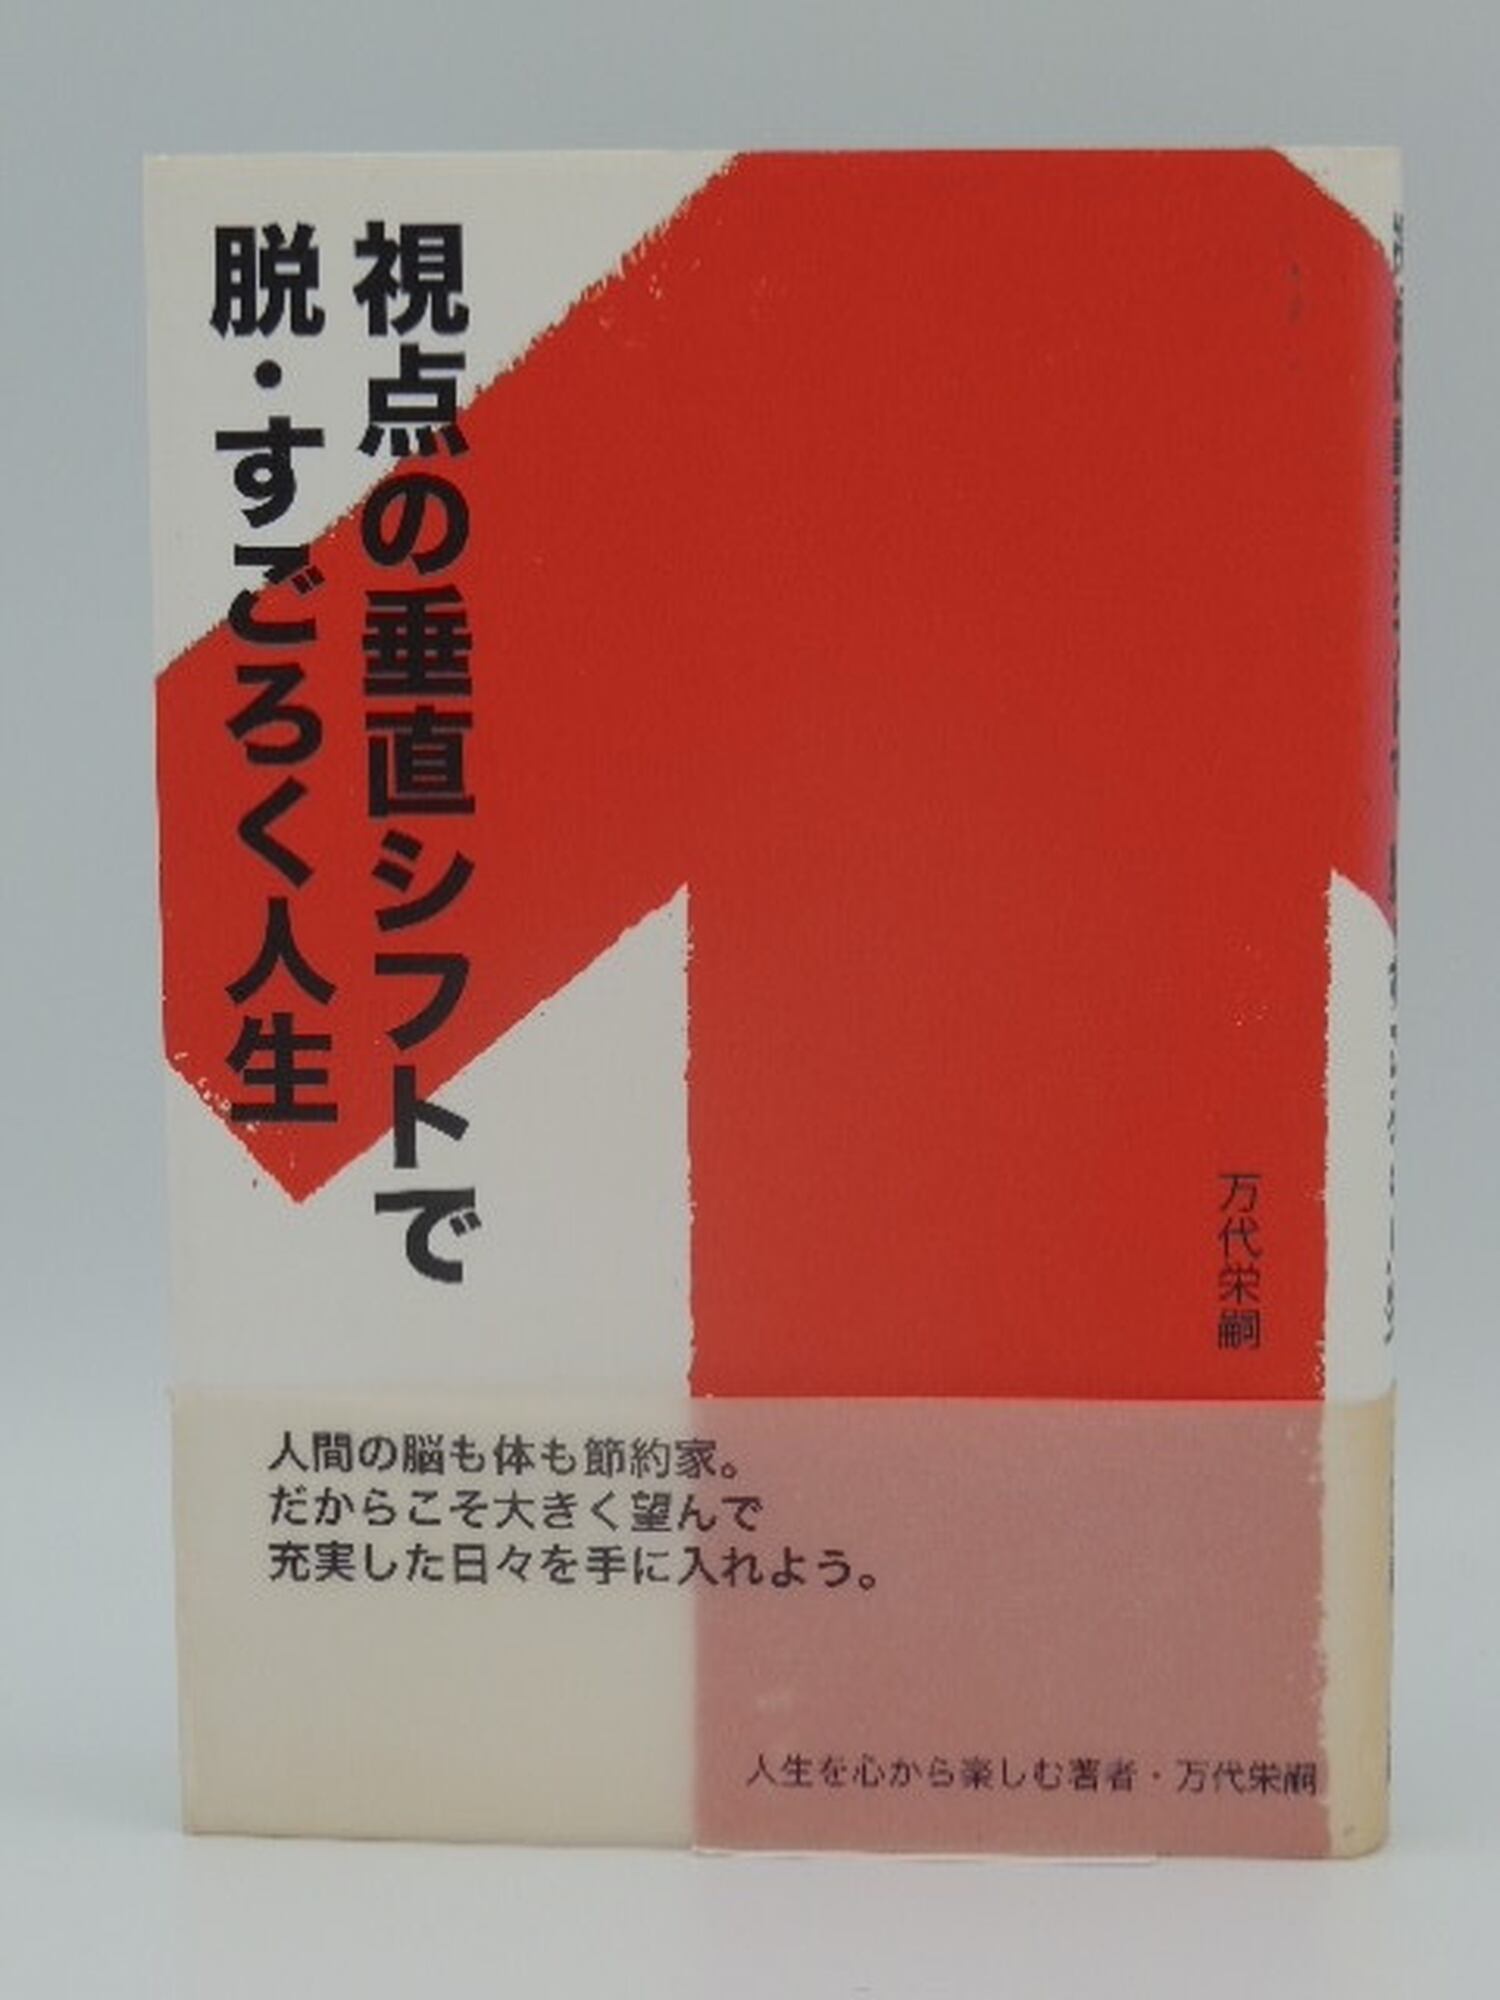 視点の垂直シフトで
脱・すごろく人生
万代栄嗣
人間の脳も体も節約家。
だからこそ大きく望んで
充実した日々を手に入れよう。
人生を心から楽しむ著者・万代栄嗣